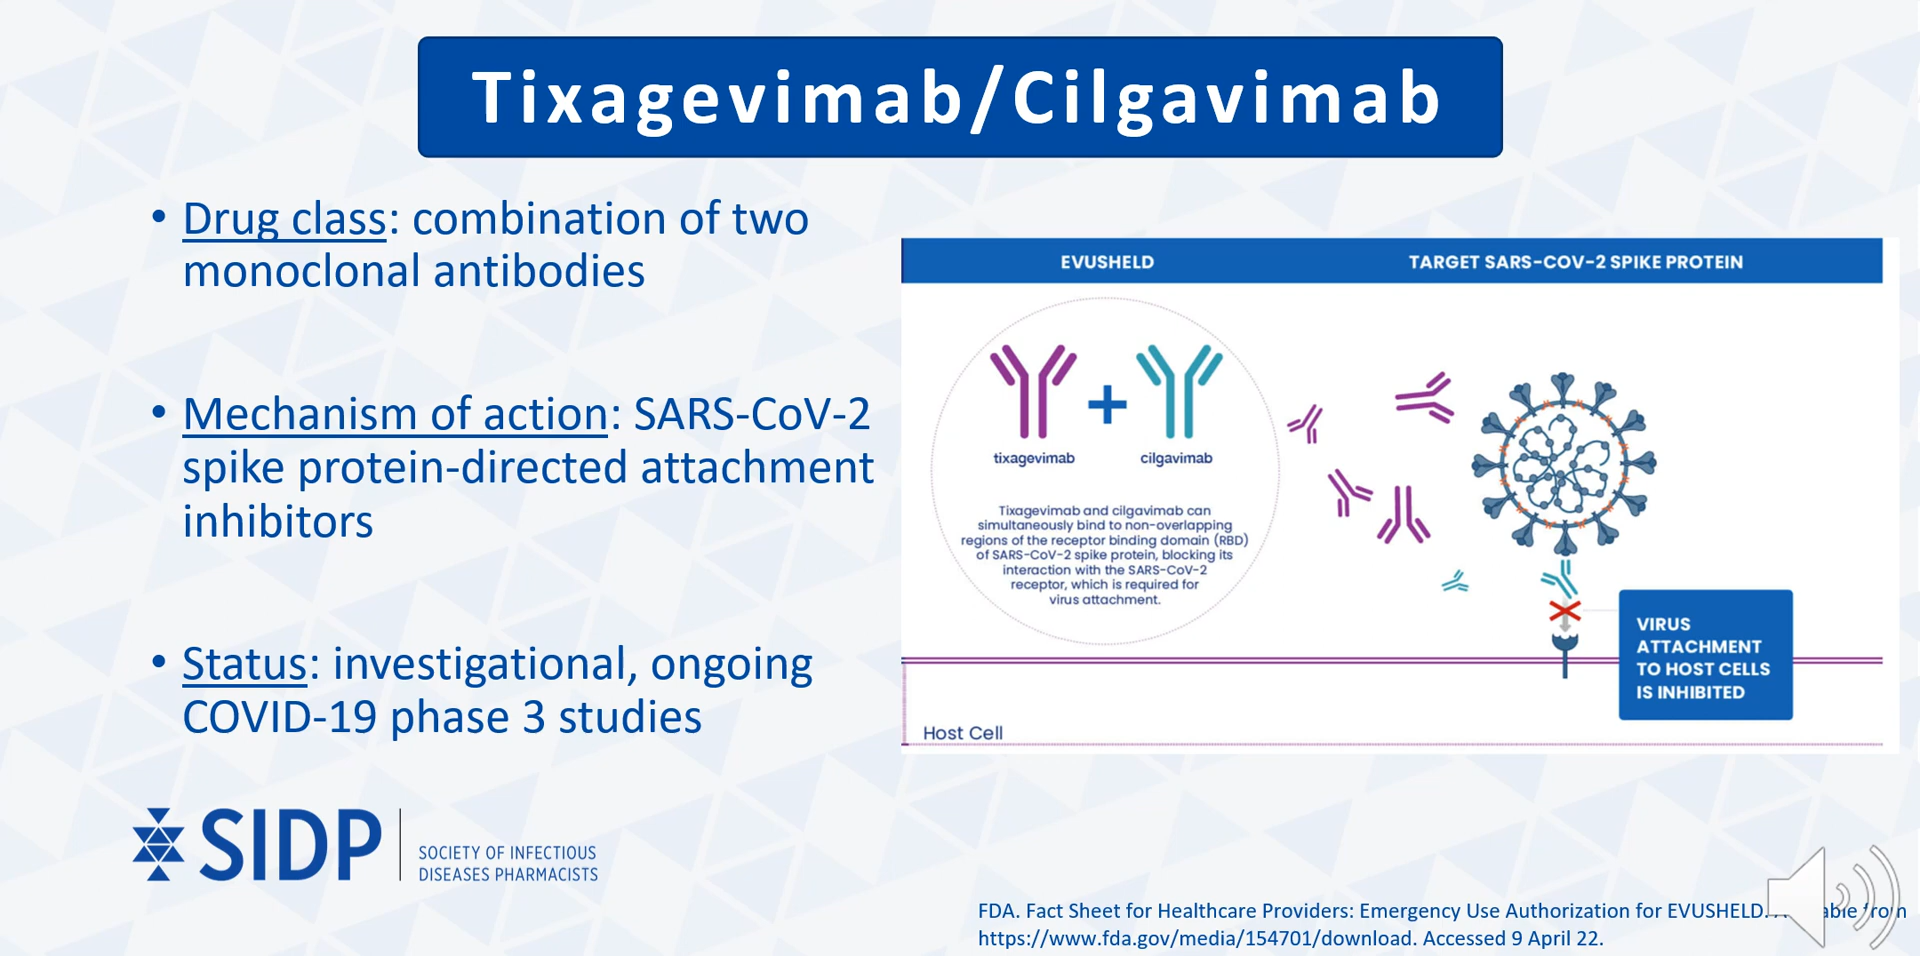 Tixagevimab/Cilgavimab
• Drug class: combination of two
monoclonal antibodies
• Mechanism of action: SARS-CoV-2
spike protein-directed attachment
inhibitors
• Status: investigational, ongoing
COVID-19 phase 3 studies
EVUSHELD
TARGET SARS-COV-2 SPIKE PROTEIN
tixagevimab
+
cilgavimab
Tixagevimab and cilgavimab can
simultaneously bind to non-overlapping
regions of the receptor binding domain (RBD)
of SARS-CoV-2 spike protein, blocking its
interaction with the SARS-CoV-2
receptor, which is required for
virus attachment.
VIRUS
ATTACHMENT
TO HOST CELLS
IS INHIBITED
Host Cell
SIDP
SOCIETY OF INFECTIOUS
DISEASES PHARMACISTS
FDA. Fact Sheet for Healthcare Providers: Emergency Use Authorization for EVUSHELD. from
https://www.fda.gov/media/154701/download. Accessed 9 April 22.